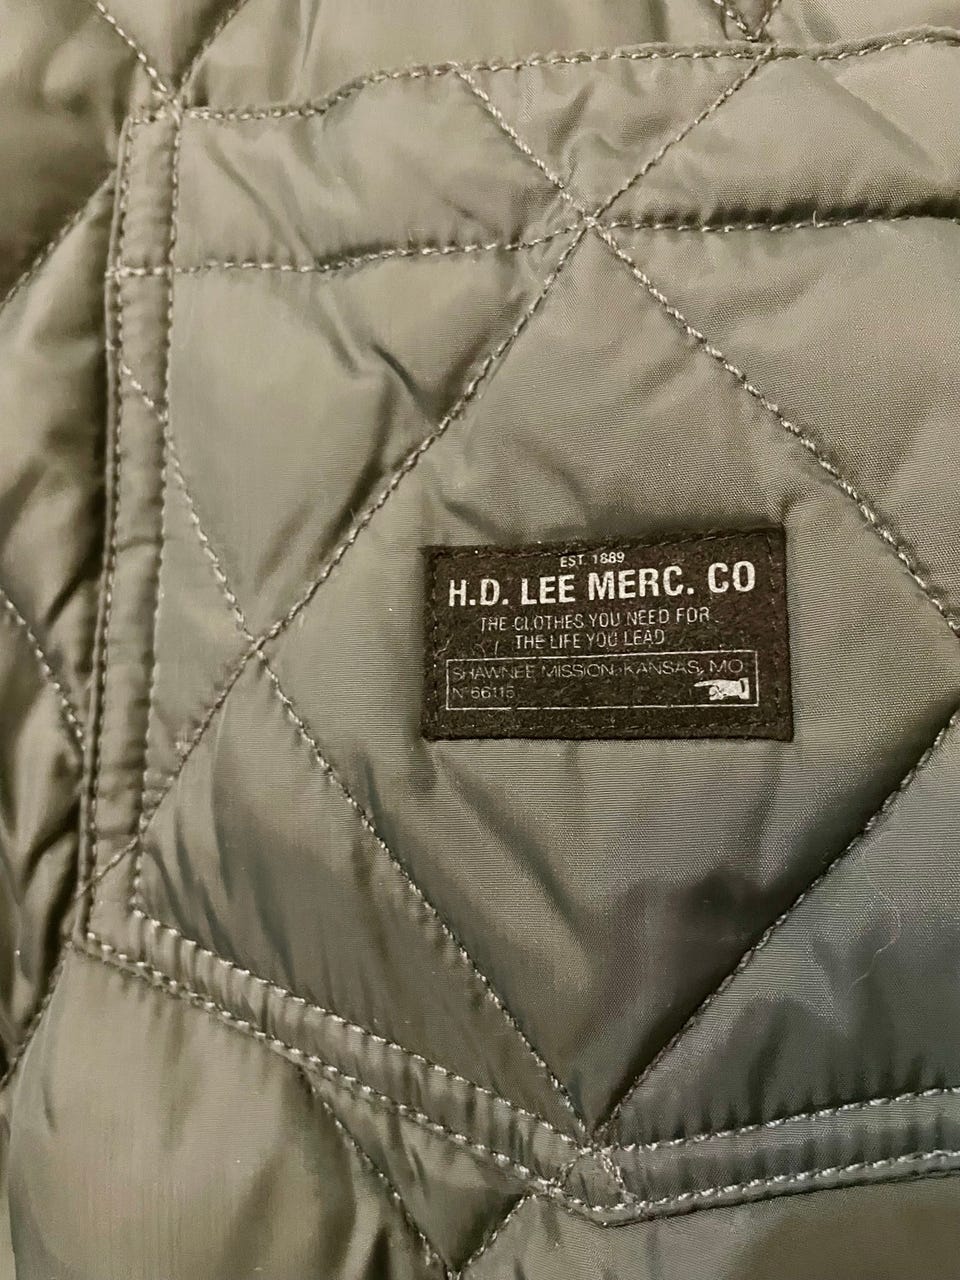 EST. 1889
H.D. LEE MERC. CO
THE CLOTHES YOU NEED FOR
THE LIFE YOU LEAD
SHAWNEE MISSION, KANSAS, MO
N°66115